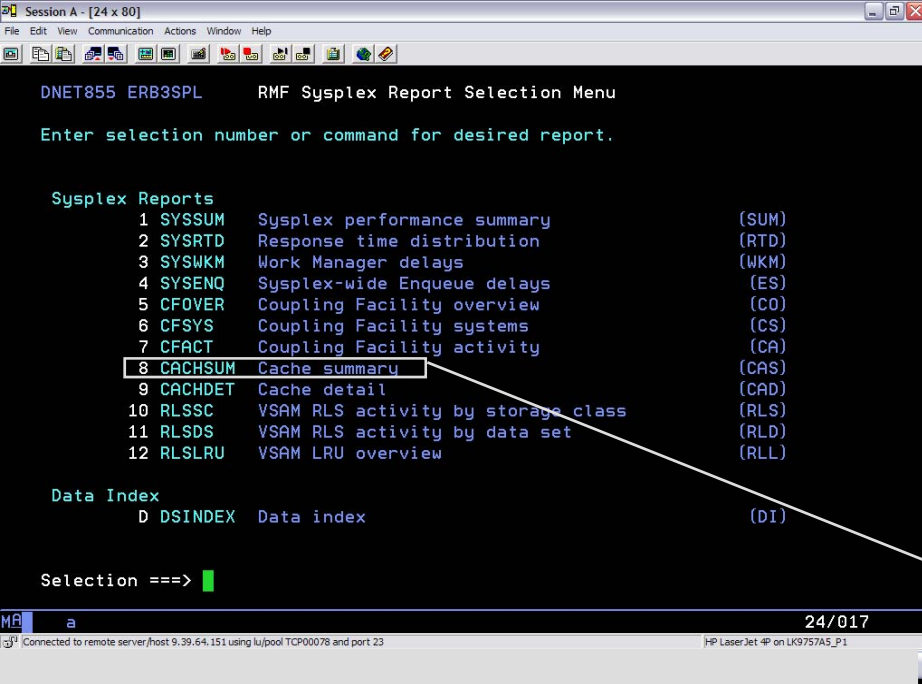 Session A - [24 x 80]
File Edit View Communication Actions Window Help
DNET855 ERB3SPL RMF Sysplex Report Selection Menu
Enter selection number or command for desired report.
Sysplex Reports
1 SYSSUM Sysplex performance summary (SUM)
2 SYSRTD Response time distribution (RTD)
3 SYSWKM Work Manager delays (WKM)
4 SYSENQ Sysplex-wide Enqueue delays (ES)
5 CFOVER Coupling Facility overview (CO)
6 CFSYS Coupling Facility systems (CS)
7 CFACT Coupling Facility activity (CA)
8 CACHSUM Cache summary (CAS)
9 CACHDET Cache detail (CAD)
10 RLSSC VSAM RLS activity by storage class (RLS)
11 RLSDS VSAM RLS activity by data set (RLD)
12 RLSLRU VSAM LRU overview (RLL)
Data Index
D DSINDEX Data index (DI)
Selection ===>
MA a 24/017
Connected to remote server/host 9.39.64.151 using lu/pool TCP00078 and port 23 HP LaserJet 4P on LK9757A5_P1